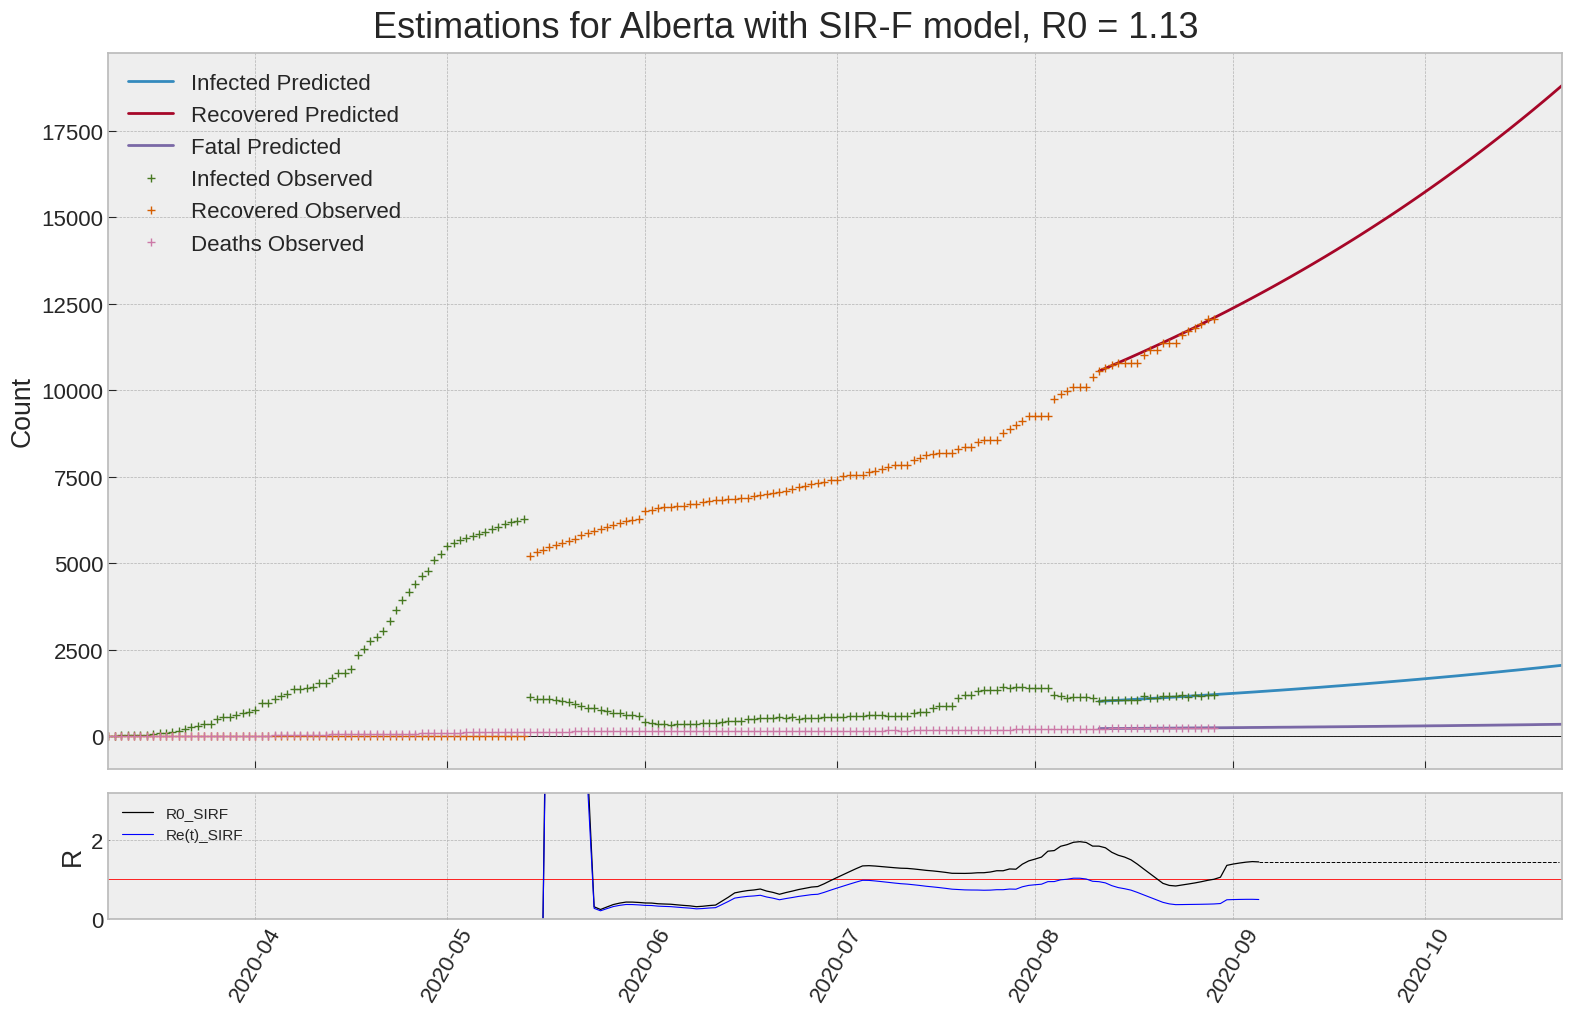 Estimations for Alberta with SIR-F model, R0 = 1.13
Infected Predicted
Recovered Predicted
Fatal Predicted
Infected Observed
Recovered Observed
Deaths Observed
17500
15000
12500
10000
7500
5000
2500
0
Count
R0_SIRF
Re(t)_SIRF
2
0
R
2020-04
2020-05
2020-06
2020-07
2020-08
2020-09
2020-10